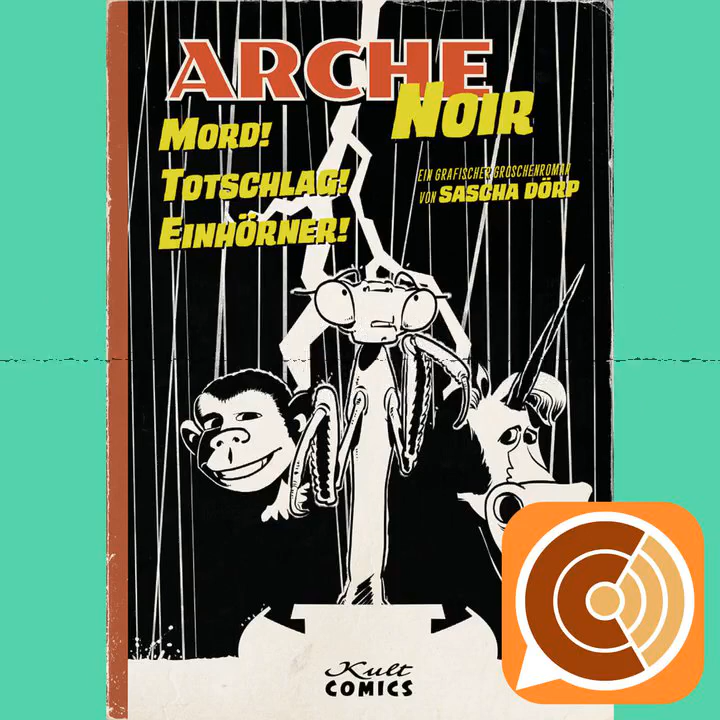 ARCHE
NOIR
MORD!
TOTSCHLAG!
EINHÖRNER!
EIN GRAFISCHER GROSCHENROMAN
VON SASCHA DÖRP
Kult
COMICS